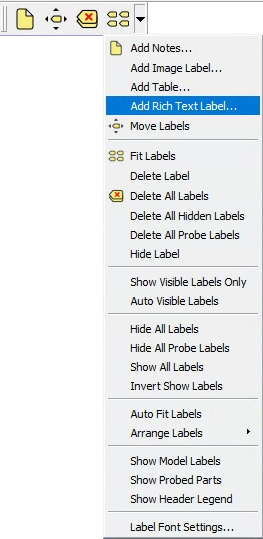 Add Notes...
Add Image Label...
Add Table...
Add Rich Text Label...
Move Labels
Fit Labels
Delete Label
Delete All Labels
Delete All Hidden Labels
Delete All Probe Labels
Hide Label
Show Visible Labels Only
Auto Visible Labels
Hide All Labels
Hide All Probe Labels
Show All Labels
Invert Show Labels
Auto Fit Labels
Arrange Labels
Show Model Labels
Show Probed Parts
Show Header Legend
Label Font Settings...